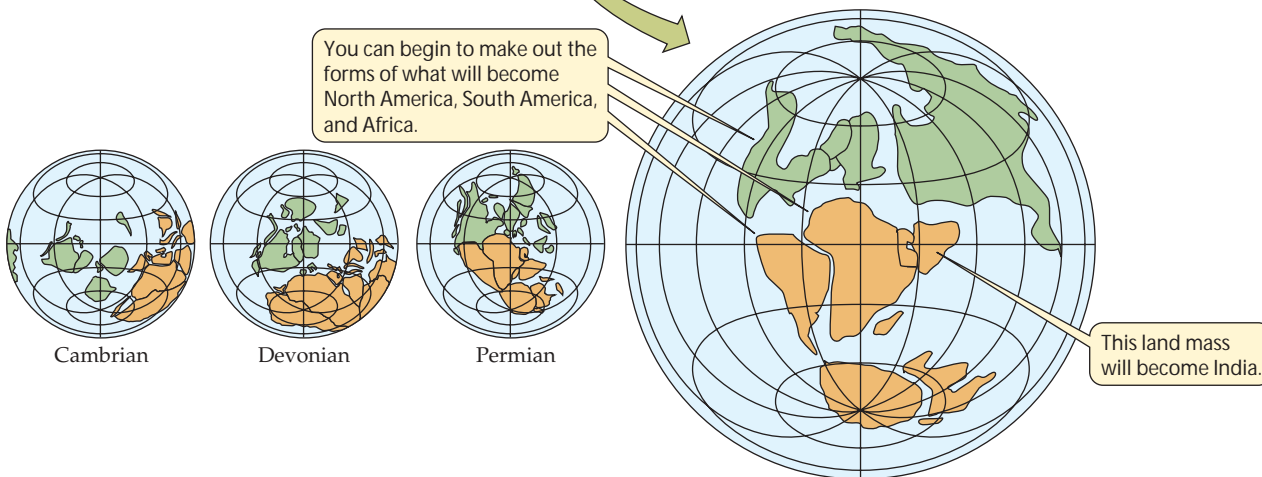 You can begin to make out the
forms of what will become
North America, South America,
and Africa.
Cambrian
Devonian
Permian
This land mass
will become India.